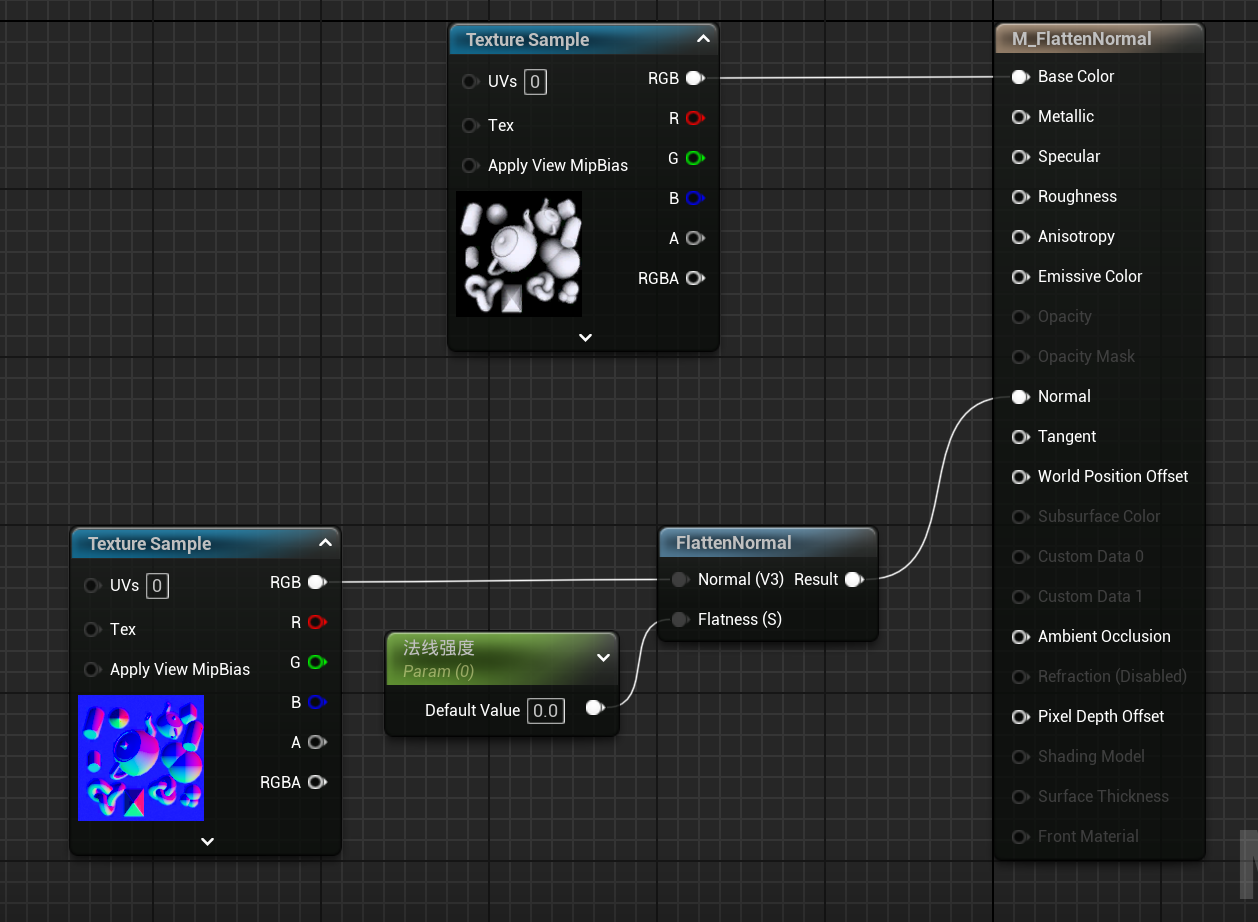 Texture Sample
UVs 0
Tex
Apply View MipBias
RGB
R
G
B
A
RGBA
M_FlattenNormal
Base Color
Metallic
Specular
Roughness
Anisotropy
Emissive Color
Opacity
Opacity Mask
Normal
Tangent
World Position Offset
Subsurface Color
Custom Data 0
Custom Data 1
Ambient Occlusion
Refraction (Disabled)
Pixel Depth Offset
Shading Model
Surface Thickness
Front Material
Texture Sample
UVs 0
Tex
Apply View MipBias
RGB
R
G
B
A
RGBA
法线强度
Param (0)
Default Value 0.0
FlattenNormal
Normal (V3) Result
Flatness (S)